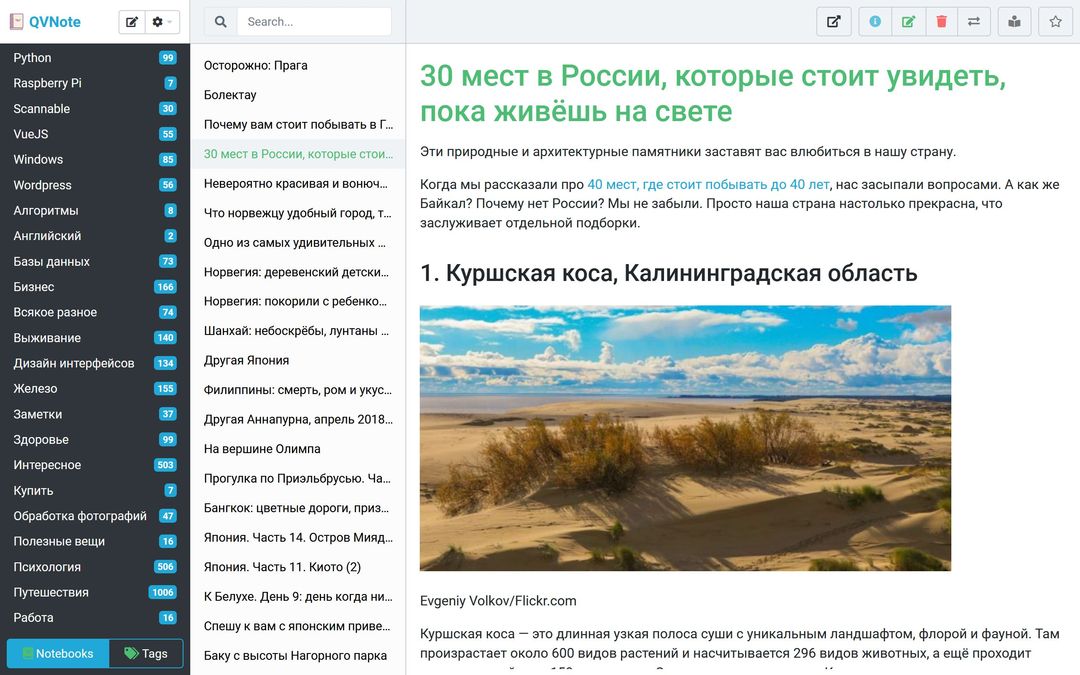 QVNote
Python 99
Raspberry Pi 7
Scannable 30
VueJS 55
Windows 85
Wordpress 56
Алгоритмы 8
Английский 2
Базы данных 73
Бизнес 166
Всякое разное 74
Выживание 140
Дизайн интерфейсов 134
Железо 155
Заметки 37
Здоровье 99
Интересное 503
Купить 7
Обработка фотографий 47
Полезные вещи 16
Психология 506
Путешествия 1006
Работа 16
Notebooks
Tags
Search...
Осторожно: Прага
Болектау
Почему вам стоит побывать в Г...
30 мест в России, которые стои...
Невероятно красивая и вонюч...
Что норвежцу удобный город, т...
Одно из самых удивительных ...
Норвегия: деревенский детски...
Норвегия: покорили с ребенко...
Шанхай: небоскрёбы, лунтаны ...
Другая Япония
Филиппины: смерть, ром и укус...
Другая Аннапурна, апрель 2018...
На вершине Олимпа
Прогулка по Приэльбрусью. Ча...
Бангкок: цветные дороги, приз...
Япония. Часть 14. Остров Мияд...
Япония. Часть 11. Киото (2)
К Белухе. День 9: день когда ни...
Спешу к вам с японским приве...
Баку с высоты Нагорного парка
30 мест в России, которые стоит увидеть,
пока живёшь на свете
Эти природные и архитектурные памятники заставят вас влюбиться в нашу страну.
Когда мы рассказали про 40 мест, где стоит побывать до 40 лет, нас засыпали вопросами. А как же
Байкал? Почему нет России? Мы не забыли. Просто наша страна настолько прекрасна, что
заслуживает отдельной подборки.
1. Куршская коса, Калининградская область
Evgeniy Volkov/Flickr.com
Куршская коса — это длинная узкая полоса суши с уникальным ландшафтом, флорой и фауной. Там
произрастает около 600 видов растений и насчитывается 296 видов животных, а ещё проходит